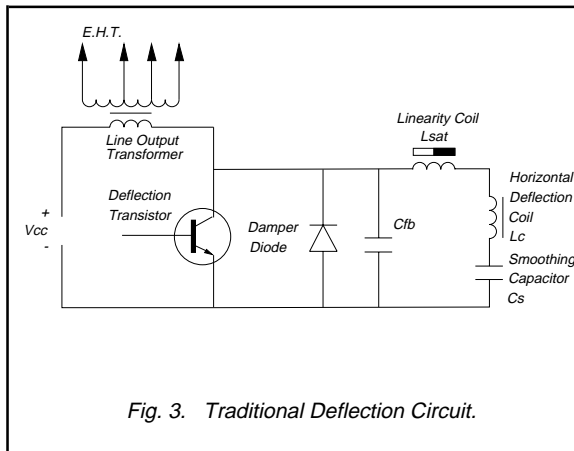 E.H.T.
Line Output
Transformer
Linearity Coil
Lsat
Horizontal
Deflection
Coil
Lc
Deflection
Transistor
+
Vcc
-
Damper
Diode
Cfb
Smoothing
Capacitor
Cs
Fig. 3. Traditional Deflection Circuit.